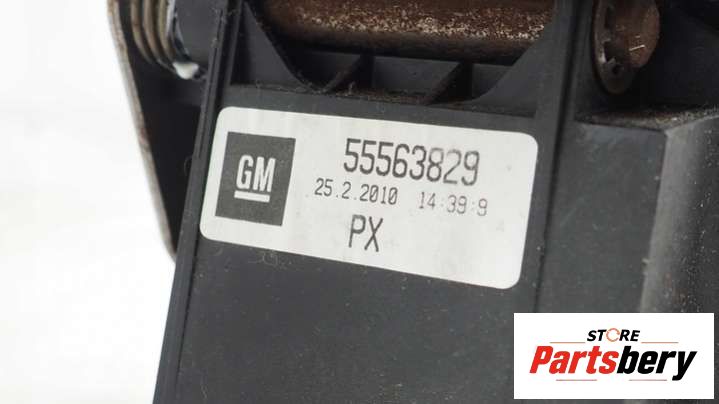 GM
55563829
25.2.2010 14:39:9
PX
STORE
Partsbery